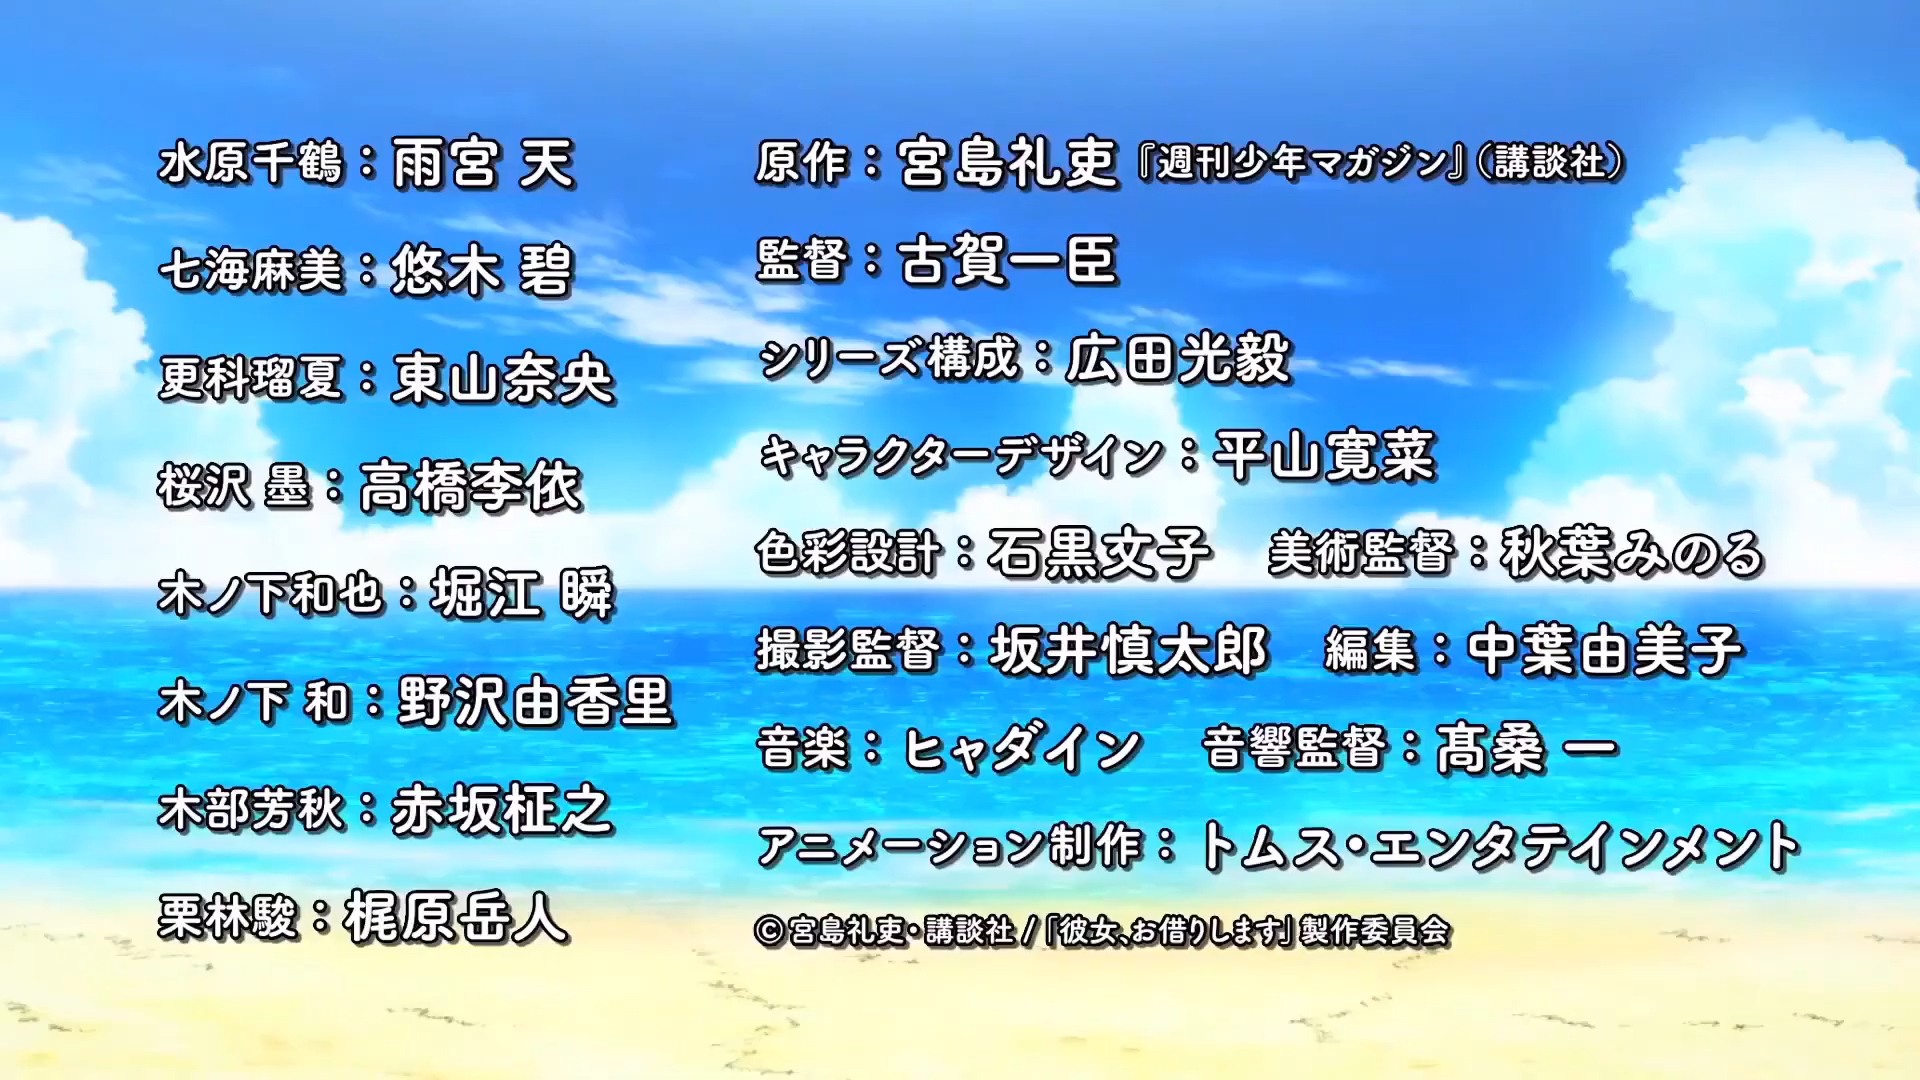 水原千鶴：雨宮 天
七海麻美：悠木 碧
更科瑠夏：東山奈央
桜沢 墨：高橋李依
木ノ下和也：堀江 瞬
木ノ下 和：野沢由香里
木部芳秋：赤坂柾之
栗林駿：梶原岳人
原作：宮島礼吏『週刊少年マガジン』（講談社）
監督：古賀一臣
シリーズ構成：広田光毅
キャラクターデザイン：平山寛菜
色彩設計：石黒文子　美術監督：秋葉みのる
撮影監督：坂井慎太郎　編集：中葉由美子
音楽：ヒャダイン　音響監督：髙桑 一
アニメーション制作：トムス・エンタテインメント
©宮島礼吏・講談社/「彼女、お借りします」製作委員会